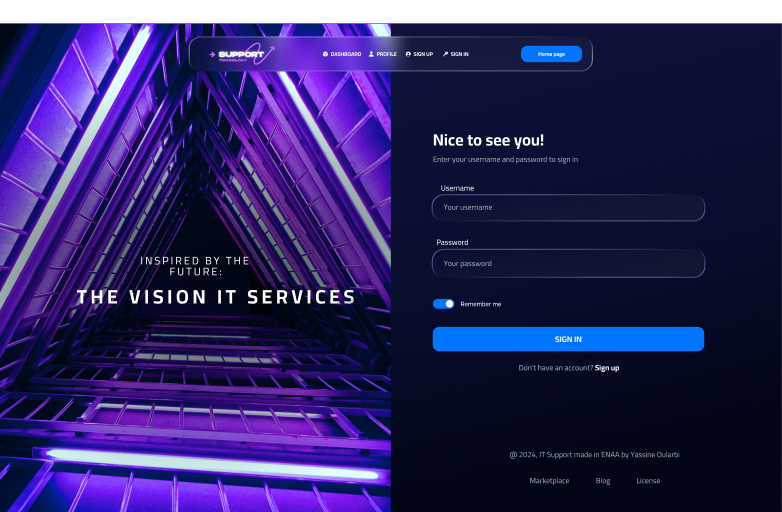 SUPPORT
TECHNOLOGY
DASHBOARD
PROFILE
SIGN UP
SIGN IN
Home page
INSPIRED BY THE
FUTURE:
THE VISION IT SERVICES
Nice to see you!
Enter your username and password to sign in
Username
Your username
Password
Your password
Remember me
SIGN IN
Don't have an account? Sign up
@ 2024, IT Support made in ENAA by Yassine Oularbi
Marketplace
Blog
License